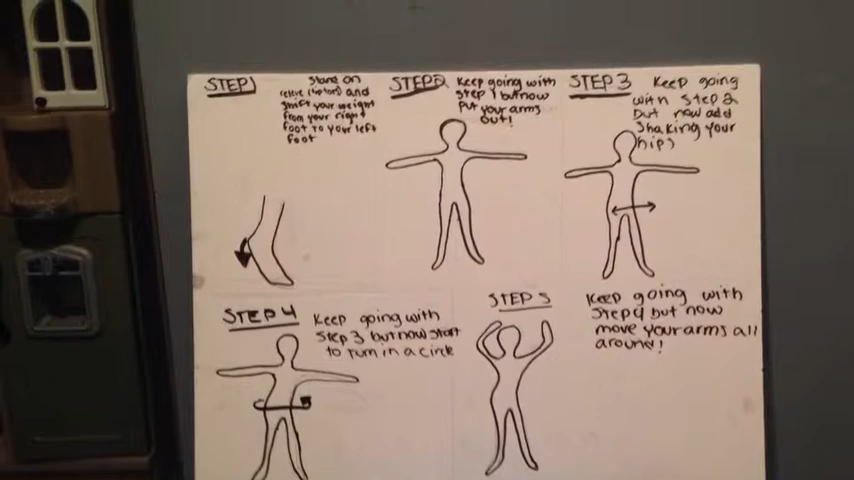 STEP1
Stand on
releve (tip toes) and
shift your weight
from your right
foot to your left
foot
STEP2
Keep going with
step 1 but now
put your arms
out!
STEP 3
Keep going
with Step 2
but now add
shaking your
hips
STEP 4
Keep going with
Step 3 but now start
to turn in a circle
STEP 5
Keep going with
Step 4 but now
move your arms all
around!